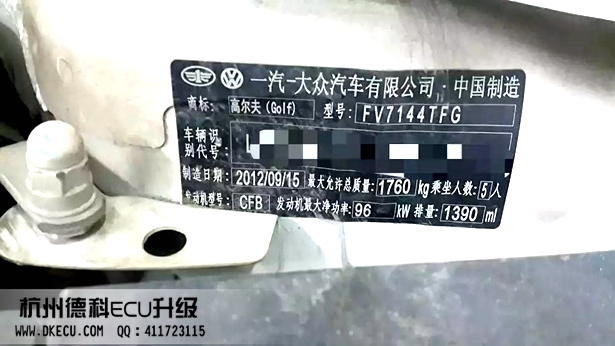 一汽-大众汽车有限公司·中国制造
商标: 高尔夫(Golf) 型号: FV7144TFG
车辆识
别代号:
制造日期: 2012/09/15 最大允许总质量: 1760 kg 乘坐人数: 5 人
发动机型号: CFB 发动机最大净功率: 96 kW 排量: 1390 ml
杭州德科ECU升级
WWW.DKECU.COM QQ:411723115